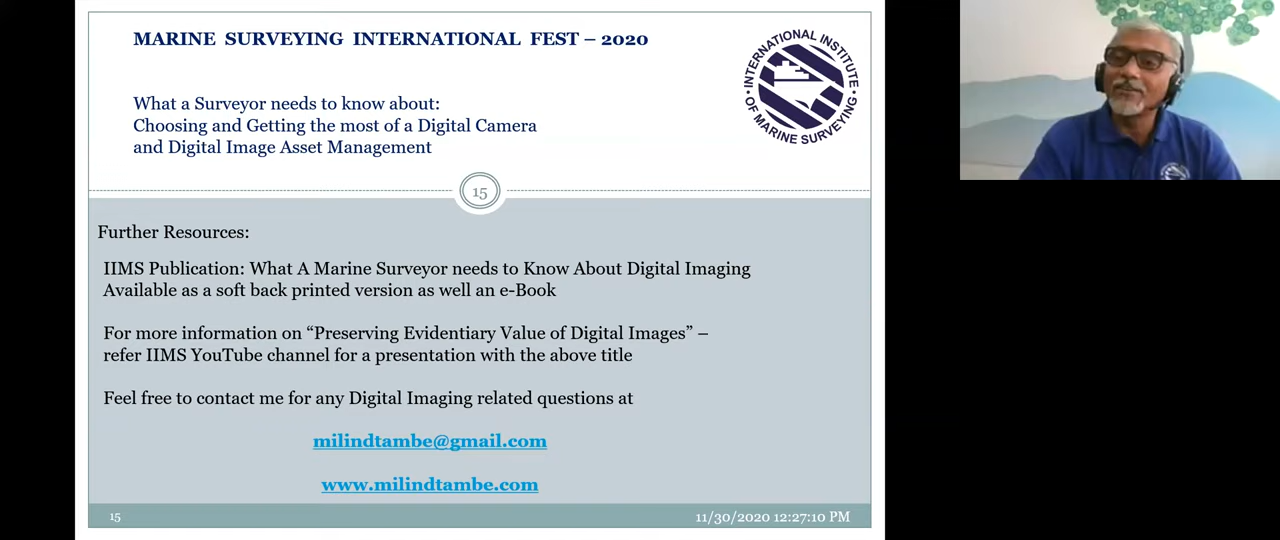 MARINE SURVEYING INTERNATIONAL FEST – 2020
INTERNATIONAL INSTITUTE
• OF MARINE SURVEYING •
What a Surveyor needs to know about:
Choosing and Getting the most of a Digital Camera
and Digital Image Asset Management
15
Further Resources:
IIMS Publication: What A Marine Surveyor needs to Know About Digital Imaging
Available as a soft back printed version as well an e-Book
For more information on “Preserving Evidentiary Value of Digital Images” –
refer IIMS YouTube channel for a presentation with the above title
Feel free to contact me for any Digital Imaging related questions at
milindtambe@gmail.com
www.milindtambe.com
15
11/30/2020 12:27:10 PM